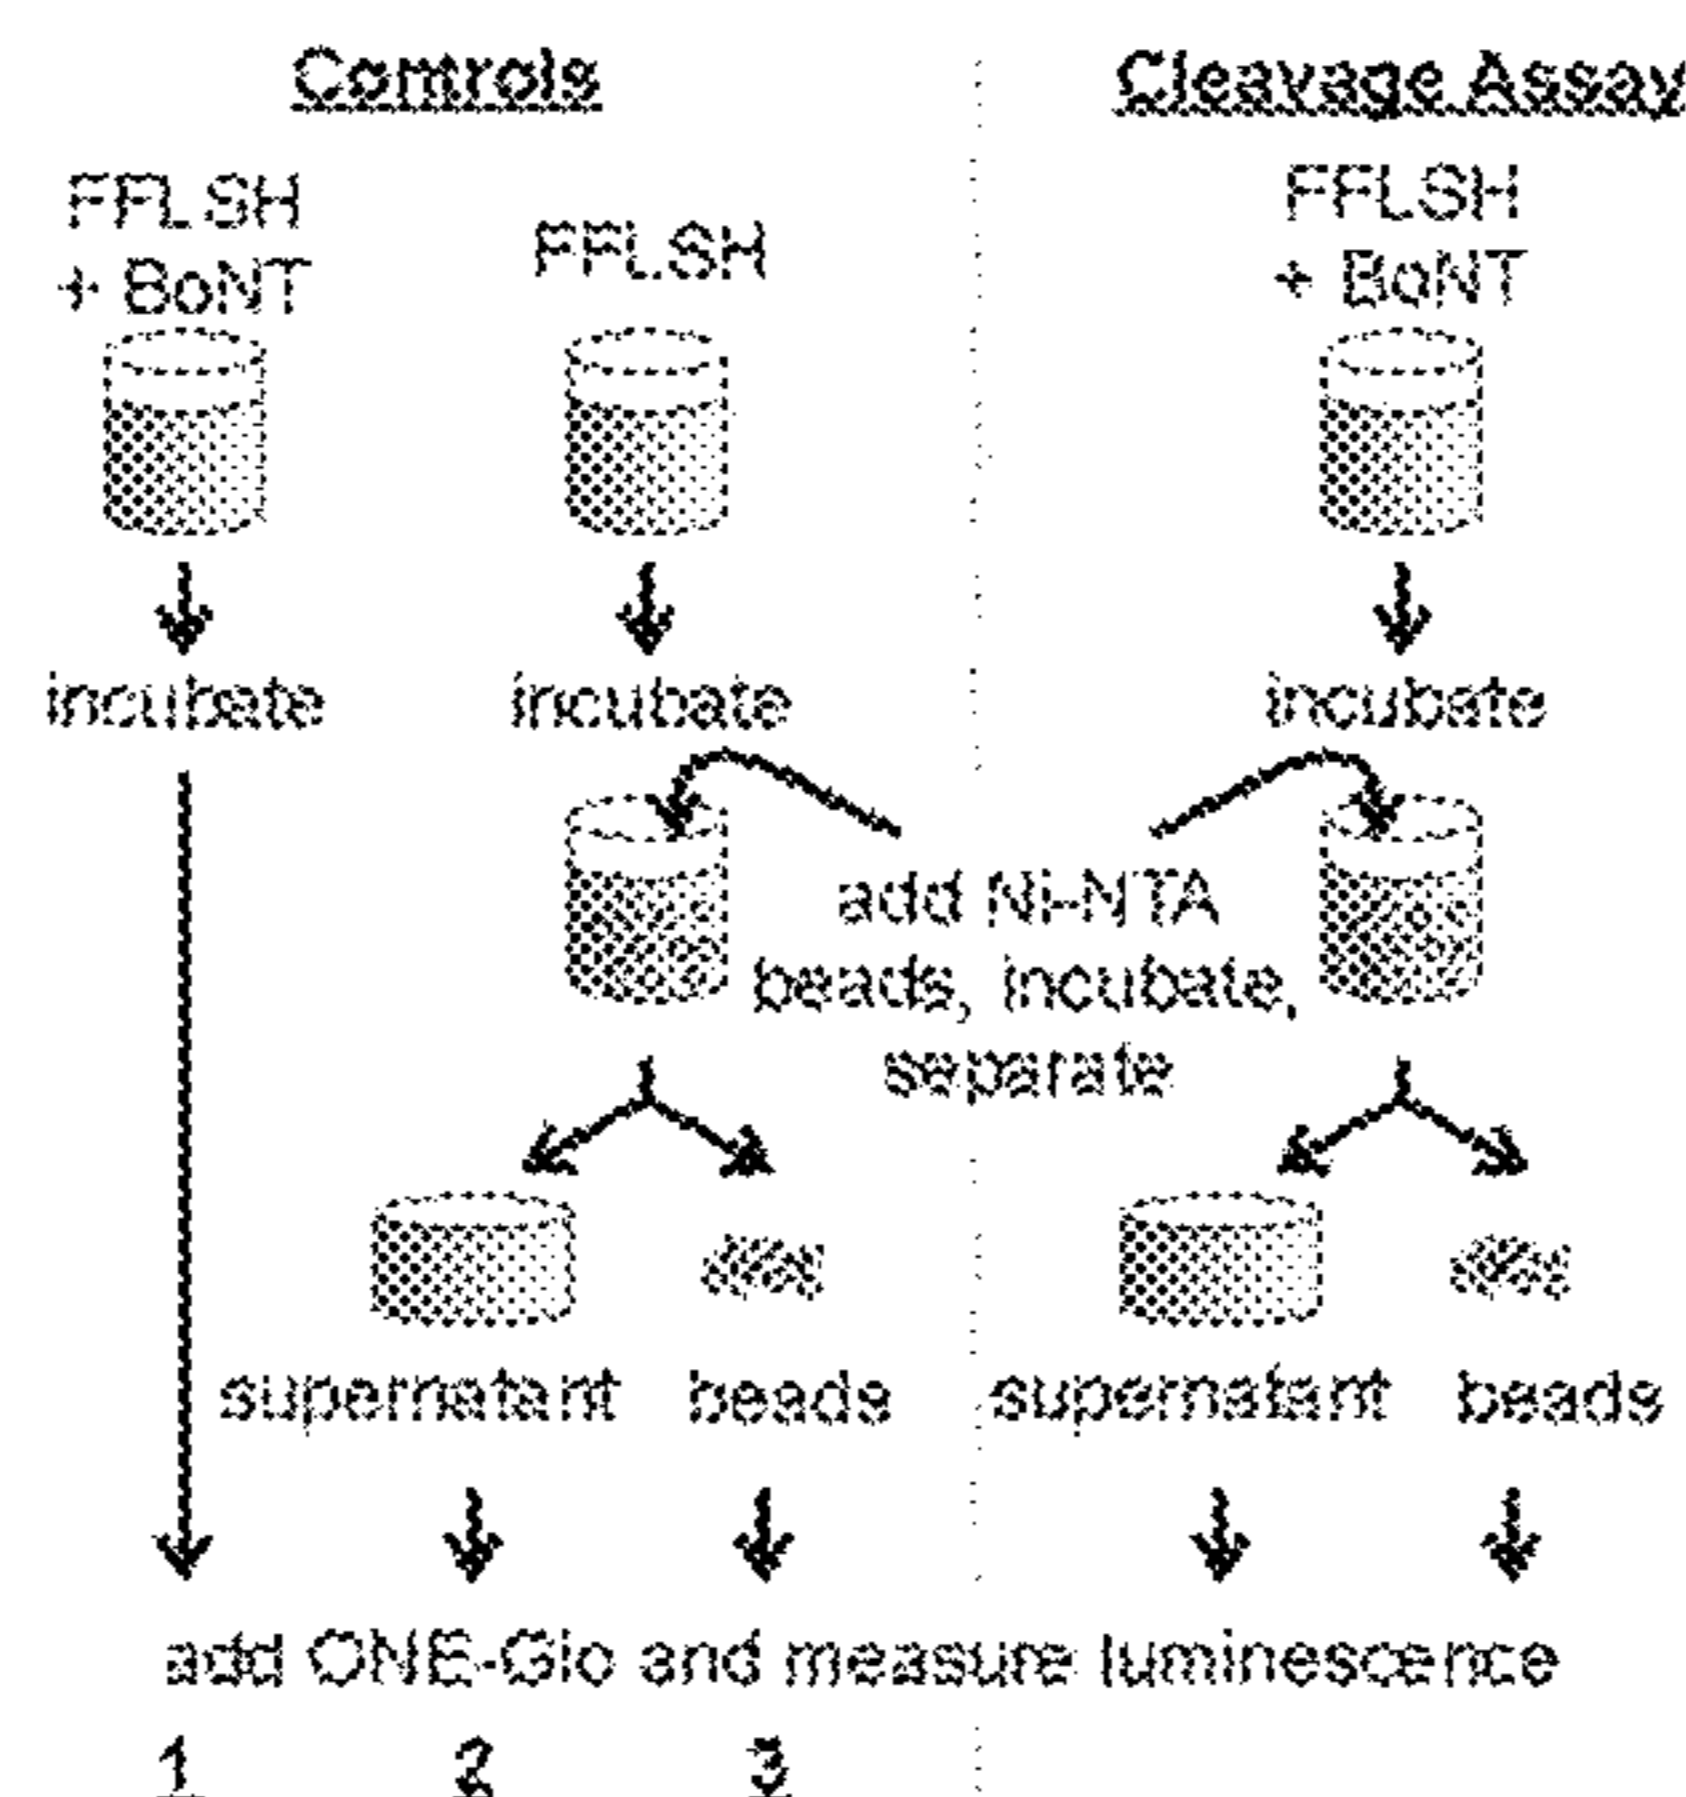 Controls
Cleavage Assay
FFLSH
+ BoNT
FFLSH
FFLSH
+ BoNT
incubate
incubate
incubate
add Ni-NTA
beads, incubate,
separate
supernatant
beads
supernatant
beads
add ONE-Glo and measure luminescence
1
2
3